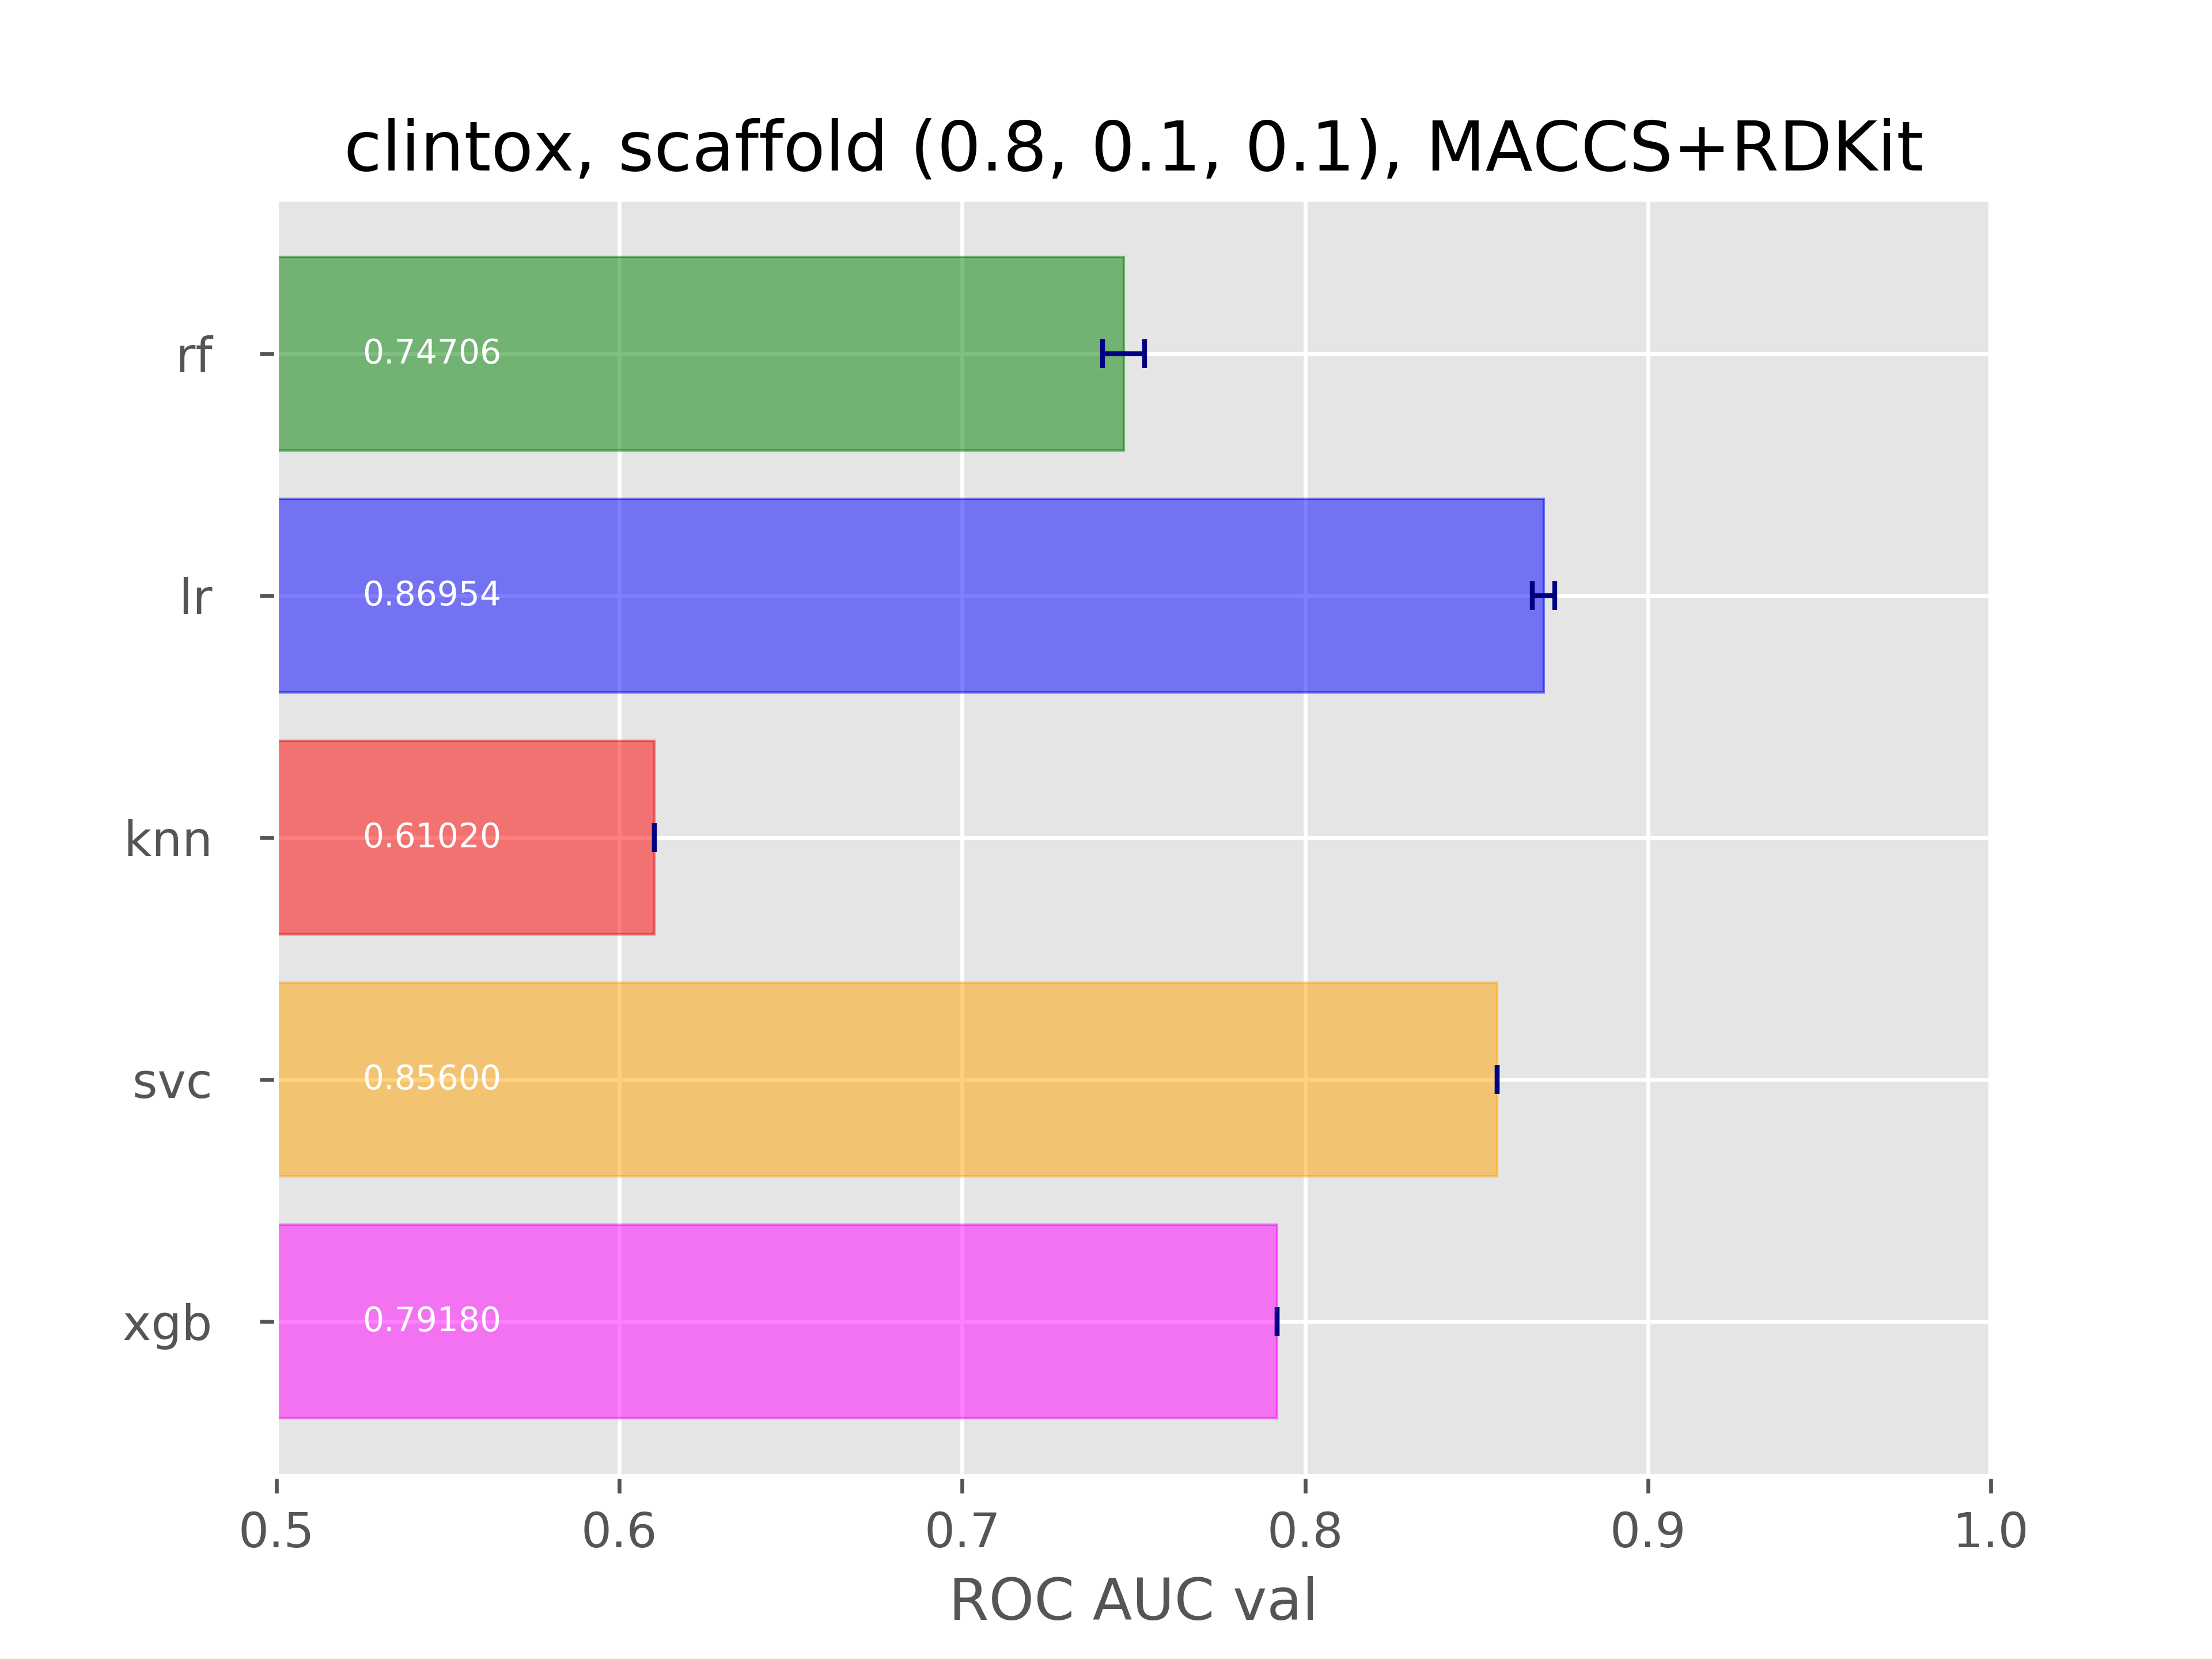 clintox, scaffold (0.8, 0.1, 0.1), MACCS+RDKit
rf
0.74706
lr
0.86954
knn
0.61020
svc
0.85600
xgb
0.79180
0.5 0.6 0.7 0.8 0.9 1.0
ROC AUC val